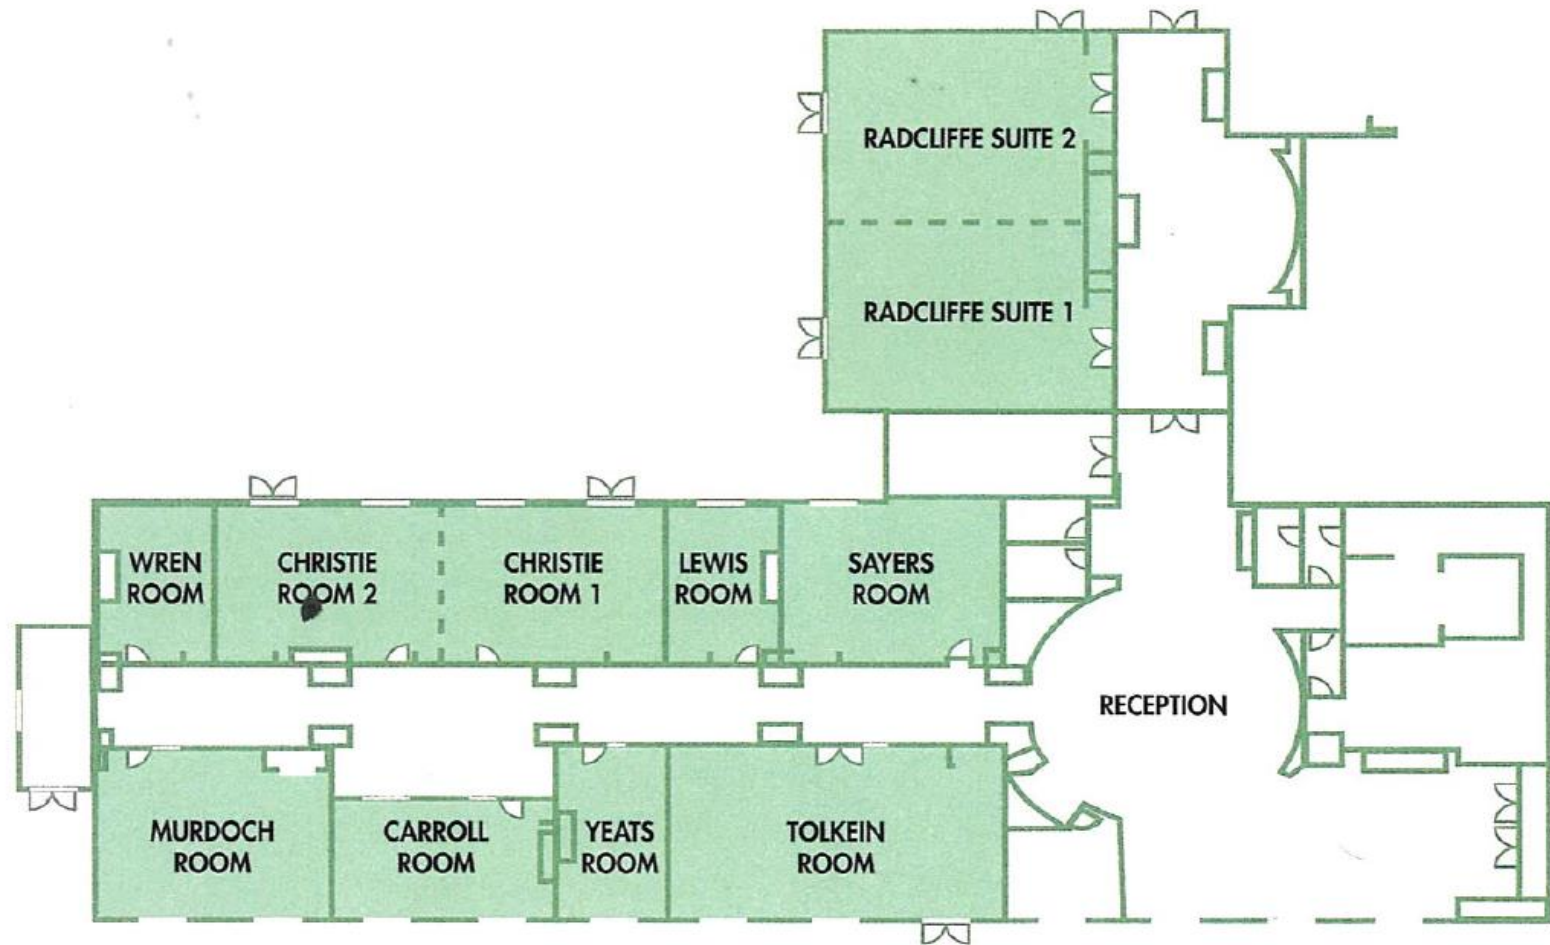 RADCLIFFE SUITE 2
RADCLIFFE SUITE 1
WREN
ROOM
CHRISTIE
ROOM 2
CHRISTIE
ROOM 1
LEWIS
ROOM
SAYERS
ROOM
RECEPTION
MURDOCH
ROOM
CARROLL
ROOM
YEATS
ROOM
TOLKEIN
ROOM